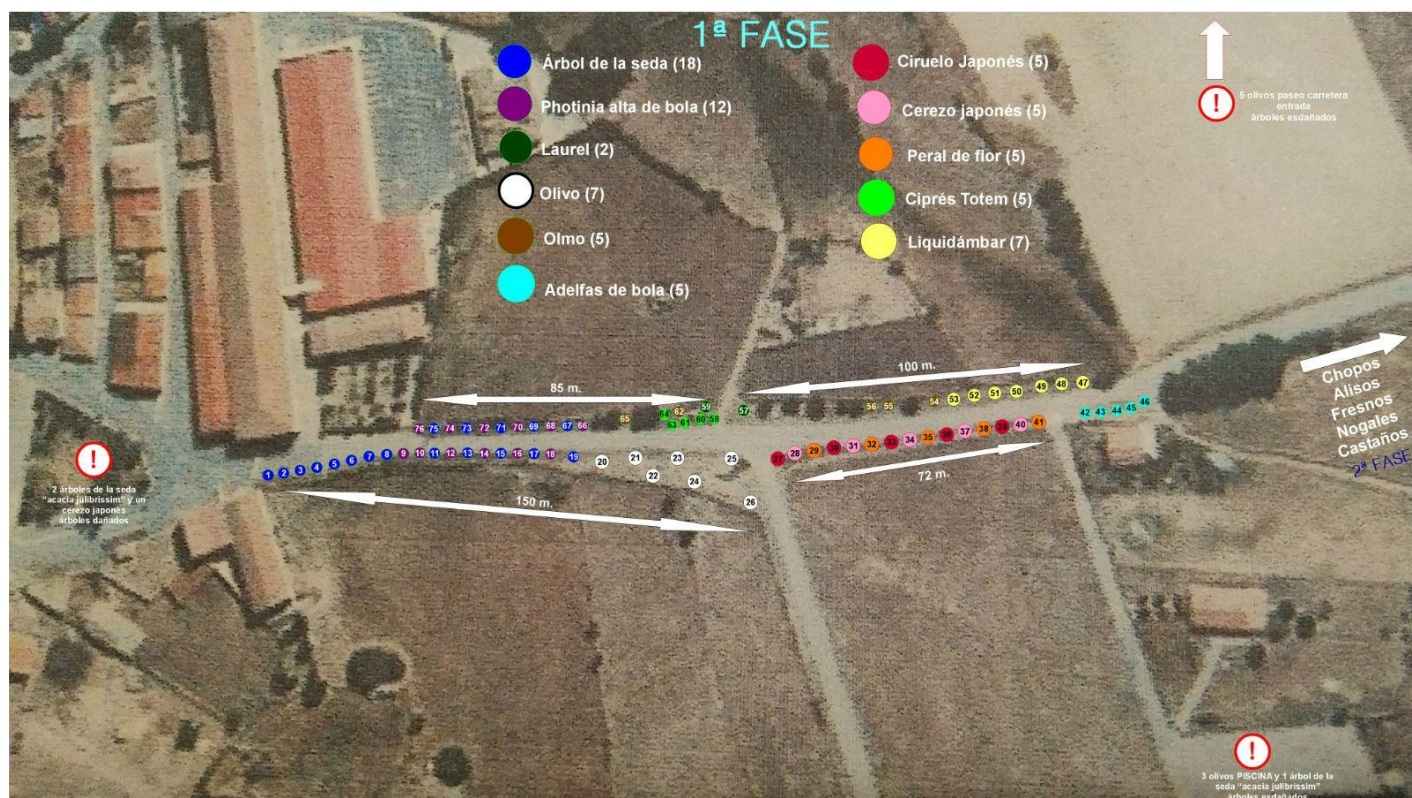 1ª FASE
Árbol de la seda (18)
Photinia alta de bola (12)
Laurel (2)
Olivo (7)
Olmo (5)
Adelfas de bola (5)
Ciruelo Japonés (5)
Cerezo japonés (5)
Peral de flor (5)
Ciprés Totem (5)
Liquidámbar (7)
!
5 olivos paseo carretera
entrada
árboles esdañados
100 m.
85 m.
Chopos
Alisos
Fresnos
Nogales
Castaños
2ª FASE
59
64 62 57
65 63 61 60 58
56 55 54 53 52 51 50 49 48 47
76 75 74 73 72 71 70 69 68 67 66
42 43 44 45 46
1 2 3 4 5 6 7 8 9 10 11 12 13 14 15 16 17 18 19
20 21 22 23 24 25 26
27 28 29 30 31 32 33 34 35 36 37 38 39 40 41
72 m.
150 m.
!
2 árboles de la seda
"acacia julibrissim" y un
cerezo japonés
árboles dañados
!
3 olivos PISCINA y 1 árbol de la
seda "acacia julibrissim"
árboles esdañados